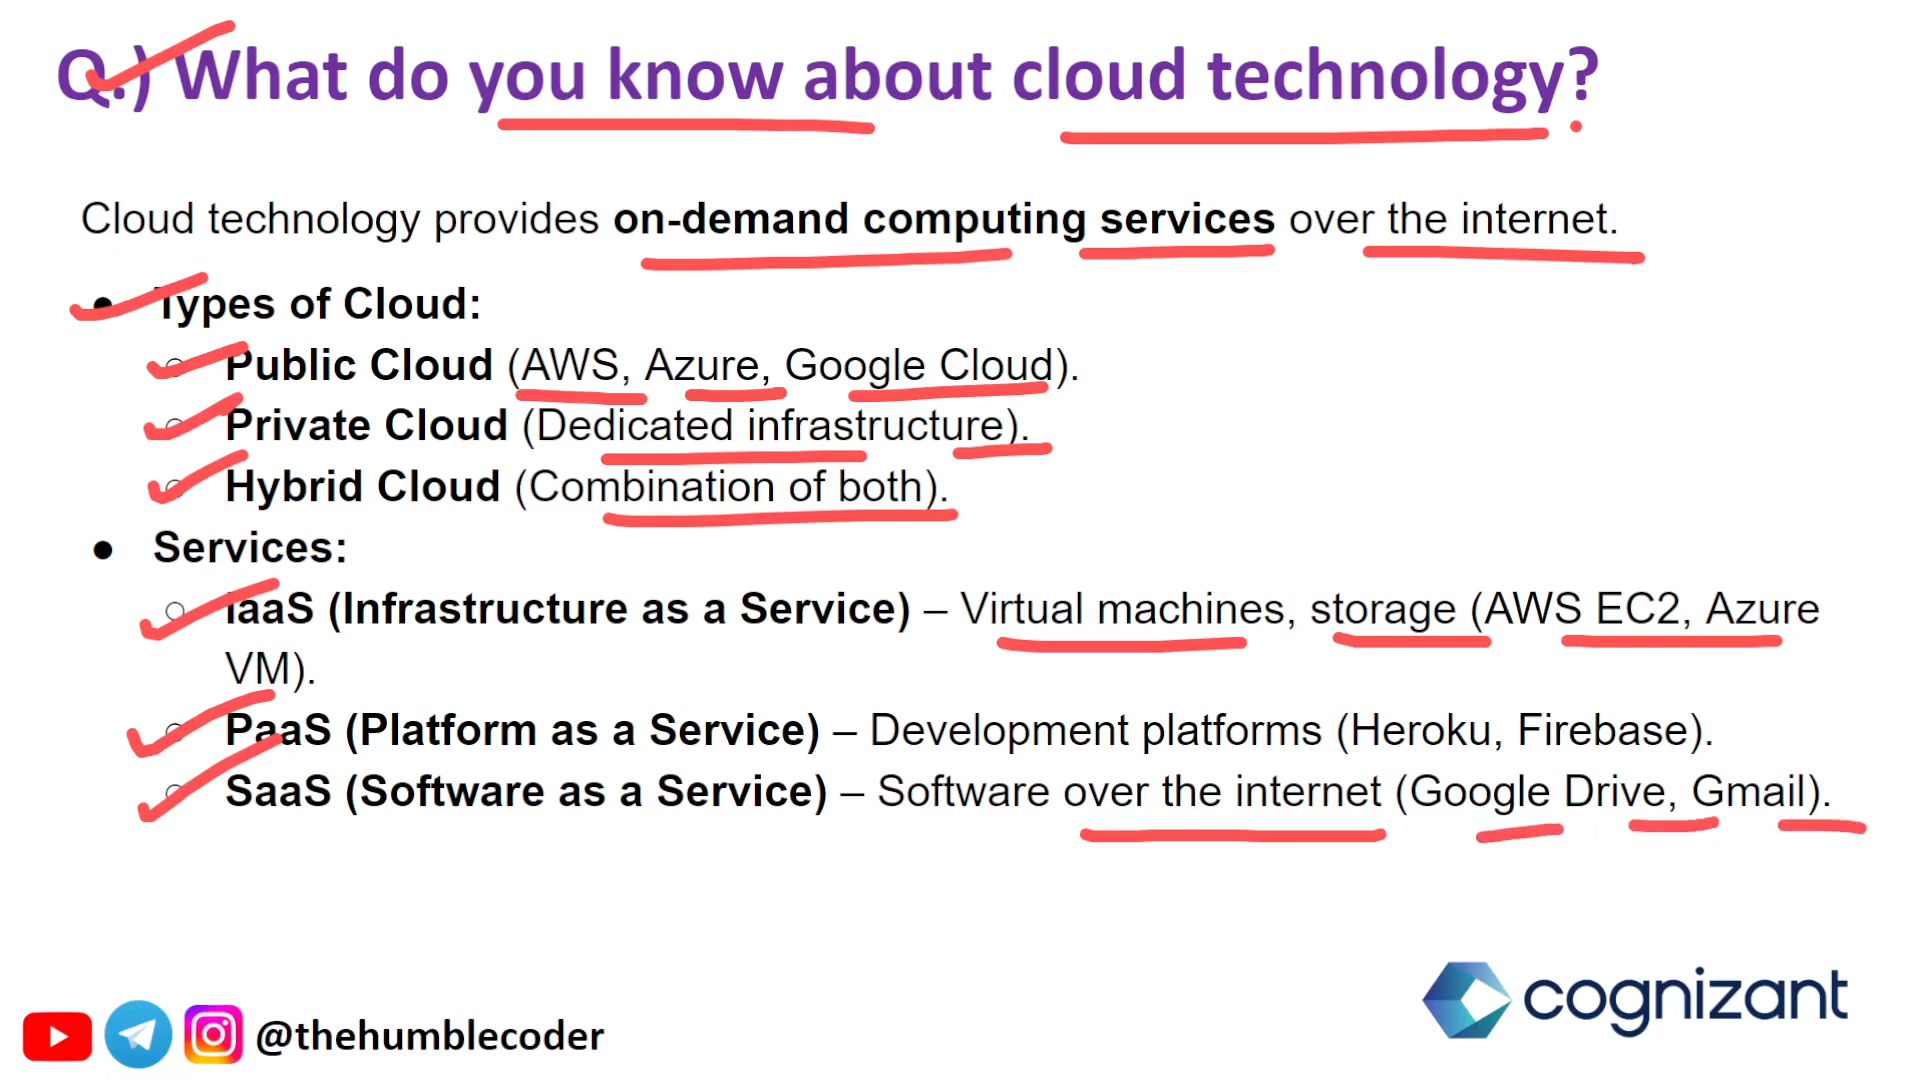 Q.) What do you know about cloud technology?
Cloud technology provides on-demand computing services over the internet.
● Types of Cloud:
○ Public Cloud (AWS, Azure, Google Cloud).
○ Private Cloud (Dedicated infrastructure).
○ Hybrid Cloud (Combination of both).
● Services:
○ IaaS (Infrastructure as a Service) – Virtual machines, storage (AWS EC2, Azure
VM).
○ PaaS (Platform as a Service) – Development platforms (Heroku, Firebase).
○ SaaS (Software as a Service) – Software over the internet (Google Drive, Gmail).
cognizant
@thehumblecoder